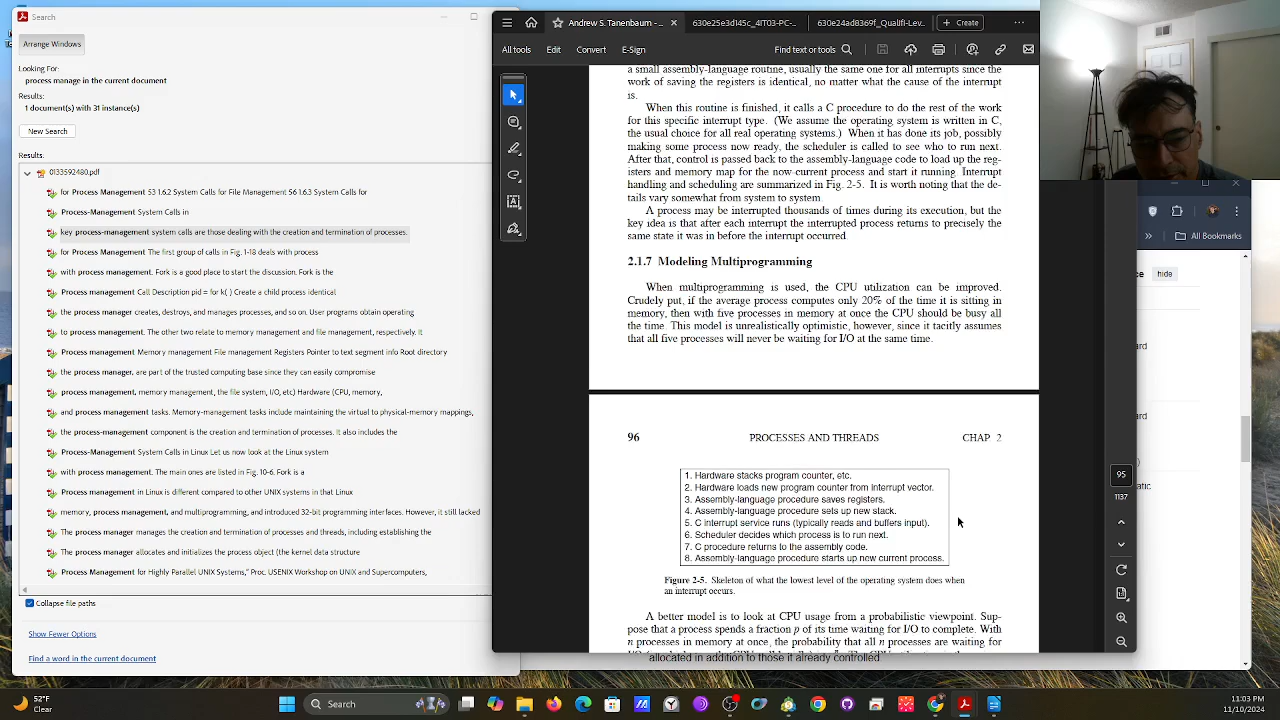 Search
Arrange Windows
Looking For:
process manage in the current document
Results:
1 document(s) with 31 instance(s)
New Search
Results:
0133592480.pdf
for Process Management 53 1.6.2 System Calls for File Management 56 1.6.3 System Calls for
Process-Management System Calls in
key process-management system calls are those dealing with the creation and termination of processes.
for Process Management The first group of calls in Fig. 1-18 deals with process
with process management. Fork is a good place to start the discussion. Fork is the
Process management Call Description pid = for k( ) Create a child process identical
the process manager creates, destroys, and manages processes, and so on. User programs obtain operating
to process management. The other two relate to memory management and file management, respectively. It
Process management Memory management File management Registers Pointer to text segment info Root directory
the process manager, are part of the trusted computing base since they can easily compromise
process management, memory management, the file system, I/O, etc) Hardware (CPU, memory,
and process management tasks. Memory-management tasks include maintaining the virtual to physical-memory mappings,
the process-management component is the creation and termination of processes. It also includes the
Process-Management System Calls in Linux Let us now look at the Linux system
with process management. The main ones are listed in Fig. 10-6. Fork is a
Process management in Linux is different compared to other UNIX systems in that Linux
memory, process management, and multiprogramming, and introduced 32-bit programming interfaces. However, it still lacked
The process manager manages the creation and termination of processes and threads, including establishing the
The process manager allocates and initializes the process object (the kernel data structure
Process Management for Highly Parallel UNIX Systems," Proc. USENIX Workshop on UNIX and Supercomputers,
Collapse file paths
Show Fewer Options
Find a word in the current document
Andrew S.Tanenbaum - ...
630e25e3d145c_4IT03-PC-...
630e24ad8369f_Qualifi-Lev...
Create
All tools
Edit
Convert
E-Sign
Find text or tools
a small assembly-language routine, usually the same one for all interrupts since the
work of saving the registers is identical, no matter what the cause of the interrupt
is.
When this routine is finished, it calls a C procedure to do the rest of the work
for this specific interrupt type. (We assume the operating system is written in C,
the usual choice for all real operating systems.) When it has done its job, possibly
making some process now ready, the scheduler is called to see who to run next.
After that, control is passed back to the assembly-language code to load up the reg-
isters and memory map for the now current process and start it running. Interrupt
handling and scheduling are summarized in Fig. 2-5. It is worth noting that the de-
tails vary somewhat from system to system.
A process may be interrupted thousands of times during its execution, but the
key idea is that after each interrupt the interrupted process returns to precisely the
same state it was in before the interrupt occurred.
2.1.7 Modeling Multiprogramming
When multiprogramming is used, the CPU utilization can be improved.
Crudely put, if the average process computes only 20% of the time it is sitting in
memory, then with five processes in memory at once the CPU should be busy all
the time. This model is unrealistically optimistic, however, since it tacitly assumes
that all five processes will never be waiting for I/O at the same time.
96 PROCESSES AND THREADS CHAP 2
1. Hardware stacks program counter, etc.
2. Hardware loads new program counter from interrupt vector.
3. Assembly-language procedure saves registers.
4. Assembly-language procedure sets up new stack.
5. C interrupt service runs (typically reads and buffers input).
6. Scheduler decides which process is to run next.
7. C procedure returns to the assembly code.
8. Assembly-language procedure starts up new current process.
Figure 2-5. Skeleton of what the lowest level of the operating system does when
an interrupt occurs.
A better model is to look at CPU usage from a probabilistic viewpoint. Sup-
pose that a process spends a fraction p of its time waiting for I/O to complete. With
n processes in memory at once, the probability that all n processes are waiting for
allocated in addition to those it already controlled
95
1137
All Bookmarks
hide
52°F
Clear
Search
11:03 PM
11/10/2024